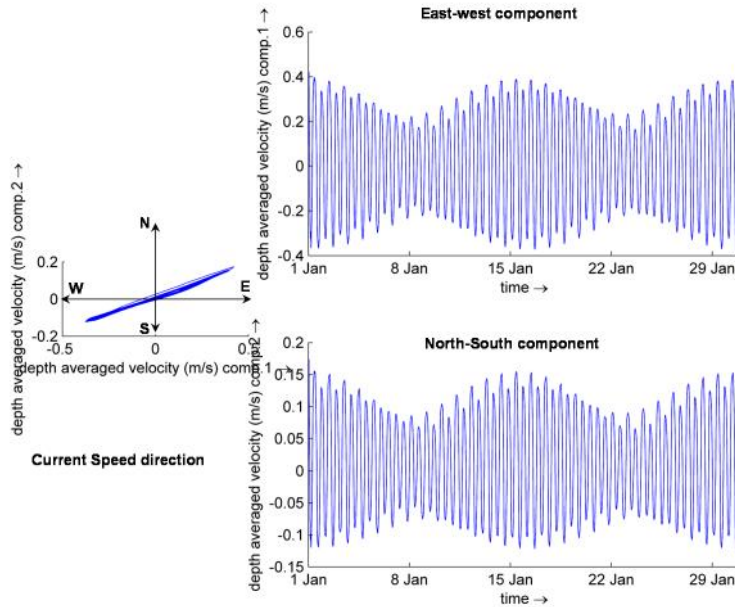 East-west component
depth averaged velocity (m/s) comp.1 →
0.6
0.4
0.2
0
-0.2
-0.4
1 Jan
8 Jan
15 Jan
22 Jan
29 Jan
time →
depth averaged velocity (m/s) comp.2 →
N
W
E
S
0.2
0
-0.2
-0.5
0
depth averaged velocity (m/s) comp.1 →
Current Speed direction
North-South component
depth averaged velocity (m/s) comp.2 →
0.2
0.15
0.1
0.05
0
-0.05
-0.1
-0.15
1 Jan
8 Jan
15 Jan
22 Jan
29 Jan
time →